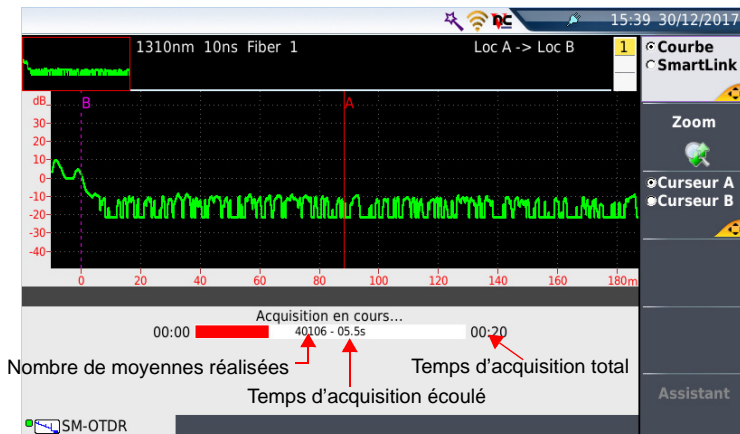 15:39 30/12/2017
1310nm 10ns Fiber 1 Loc A -> Loc B 1
Courbe
SmartLink
dB
B
A
30
20
10
0
-10
-20
-30
-40
0 20 40 60 80 100 120 140 160 180m
Zoom
Curseur A
Curseur B
Acquisition en cours...
00:00 40106 - 05.5s 00:20
Nombre de moyennes réalisées
Temps d'acquisition total
Temps d'acquisition écoulé
Assistant
SM-OTDR